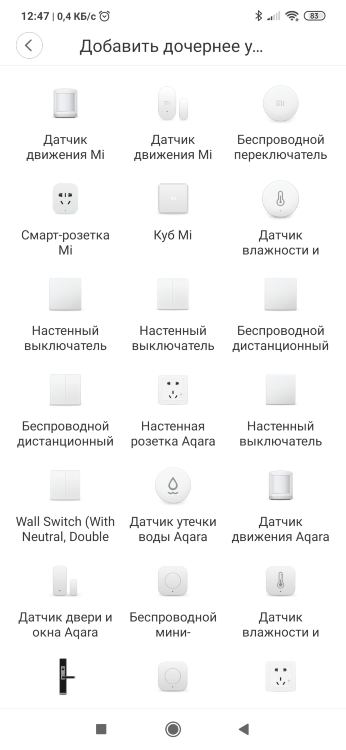 12:47 | 0,4 КБ/с
83
Добавить дочернее у...
Датчик
движения Mi
Датчик
движения Mi
Беспроводной
переключатель
Смарт-розетка
Mi
Куб Mi
Датчик
влажности и
Настенный
выключатель
Настенный
выключатель
Беспроводной
дистанционный
Беспроводной
дистанционный
Настенная
розетка Aqara
Настенный
выключатель
Wall Switch (With
Neutral, Double
Датчик утечки
воды Aqara
Датчик
движения Aqara
Датчик двери и
окна Aqara
Беспроводной
мини-
Датчик
влажности и